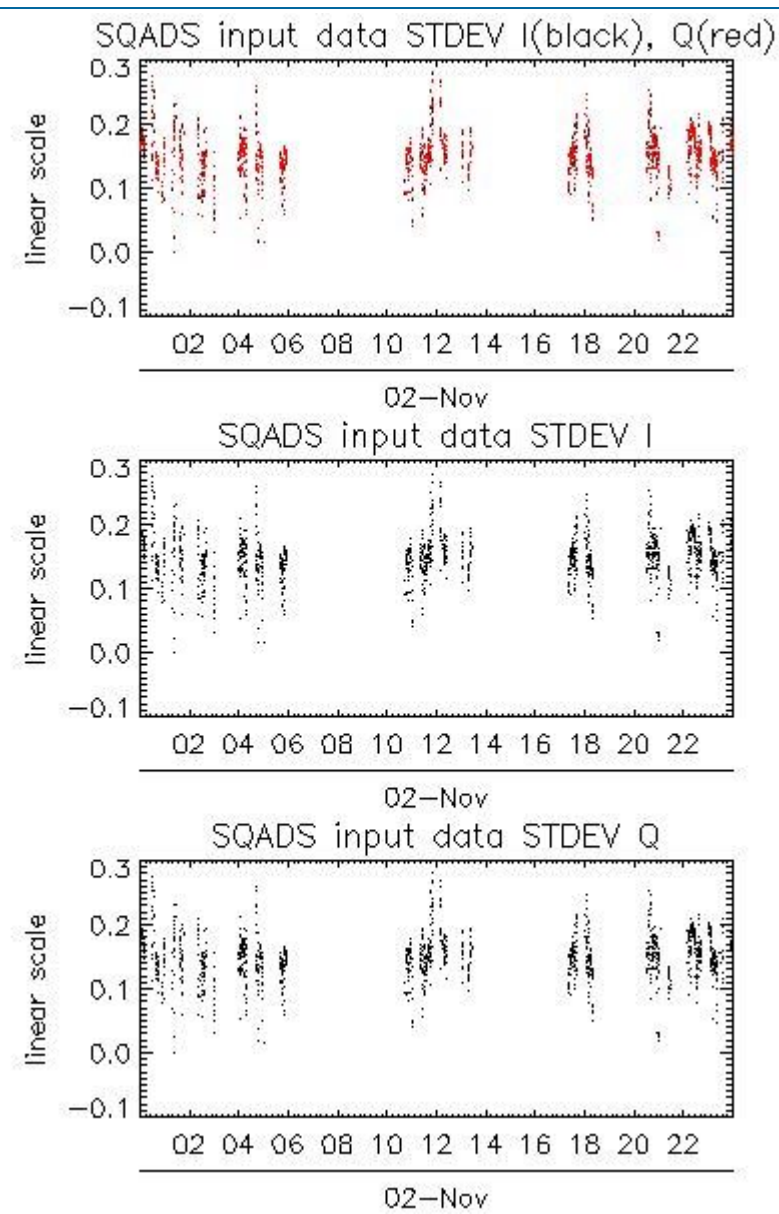 SQADS input data STDEV I(black), Q(red)
0.3
0.2
0.1
0.0
−0.1
linear scale
02 04 06 08 10 12 14 16 18 20 22
02−Nov
SQADS input data STDEV I
0.3
0.2
0.1
0.0
−0.1
linear scale
02 04 06 08 10 12 14 16 18 20 22
02−Nov
SQADS input data STDEV Q
0.3
0.2
0.1
0.0
−0.1
linear scale
02 04 06 08 10 12 14 16 18 20 22
02−Nov